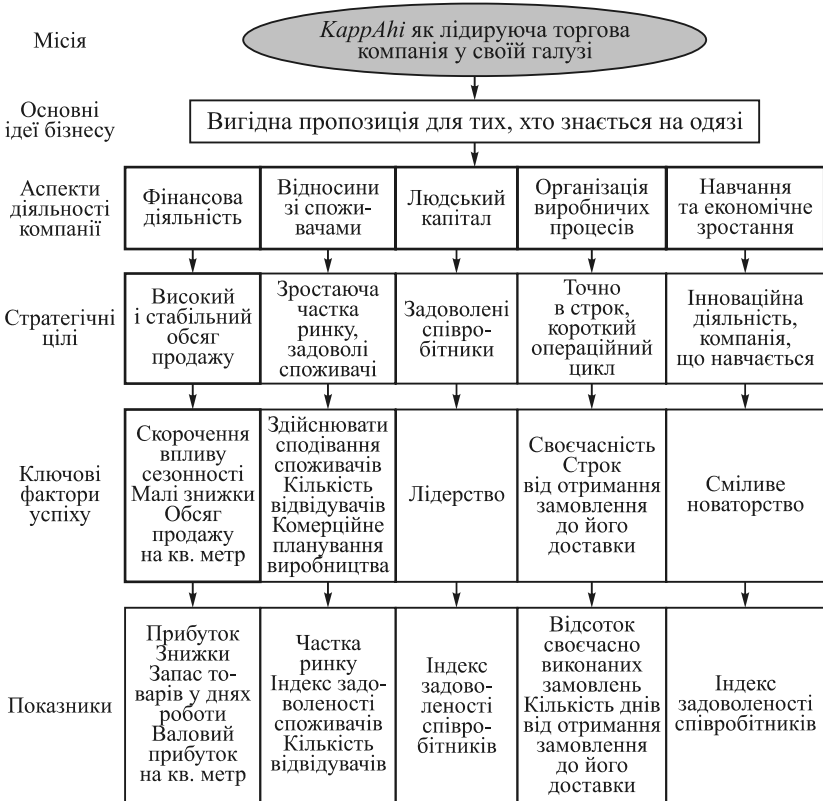 Місія
KappAhi як лідируюча торгова
компанія у своїй галузі
Основні
ідеї бізнесу
Вигідна пропозиція для тих, хто знається на одязі
Аспекти
діяльності
компанії
Фінансова
діяльність
Відносини
зі спожи-
вачами
Людський
капітал
Організація
виробничих
процесів
Навчання
та економічне
зростання
Стратегічні
цілі
Високий
і стабільний
обсяг
продажу
Зростаюча
частка
ринку,
задоволі
споживачі
Задоволені
співро-
бітники
Точно
в строк,
короткий
операційний
цикл
Інноваційна
діяльність,
компанія,
що навчається
Ключові
фактори
успіху
Скорочення
впливу
сезонності
Малі знижки
Обсяг
продажу
на кв. метр
Здійснювати
сподівання
споживачів
Кількість
відвідувачів
Комерційне
планування
виробництва
Лідерство
Своєчасність
Строк
від отримання
замовлення
до його
доставки
Сміливе
новаторство
Показники
Прибуток
Знижки
Запас то-
варів у днях
роботи
Валовий
прибуток
на кв. метр
Частка
ринку
Індекс задо-
воленості
споживачів
Кількість
відвідувачів
Індекс
задово-
леності
співро-
бітників
Відсоток
своєчасно
виконаних
замовлень
Кількість днів
від отримання
замовлення
до його
доставки
Індекс
задоволеності
співробітників